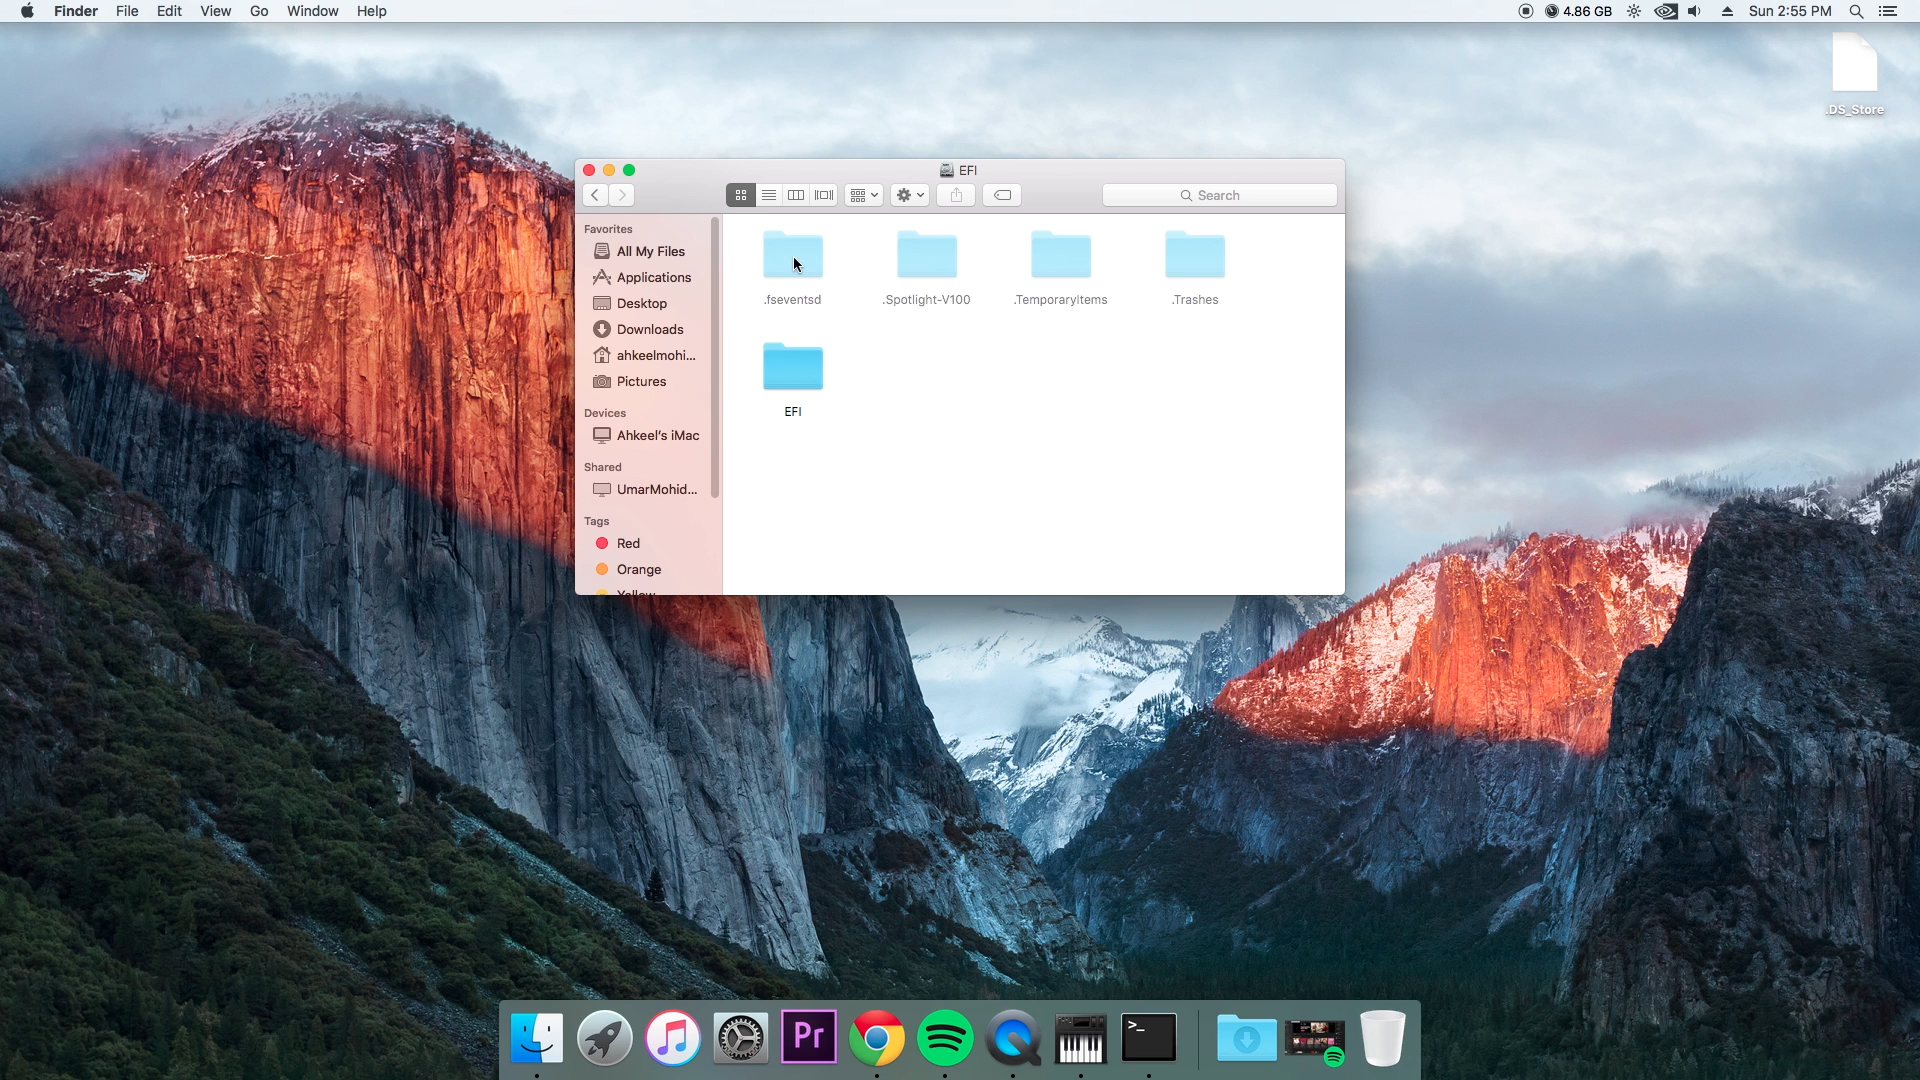 Finder File Edit View Go Window Help
4.86 GB Sun 2:55 PM
.DS_Store
EFI
Search
Favorites
All My Files
Applications
Desktop
Downloads
ahkeelmohi...
Pictures
Devices
Ahkeel's iMac
Shared
UmarMohid...
Tags
Red
Orange
Yellow
.fseventsd
.Spotlight-V100
.TemporaryItems
.Trashes
EFI
Pr
>_